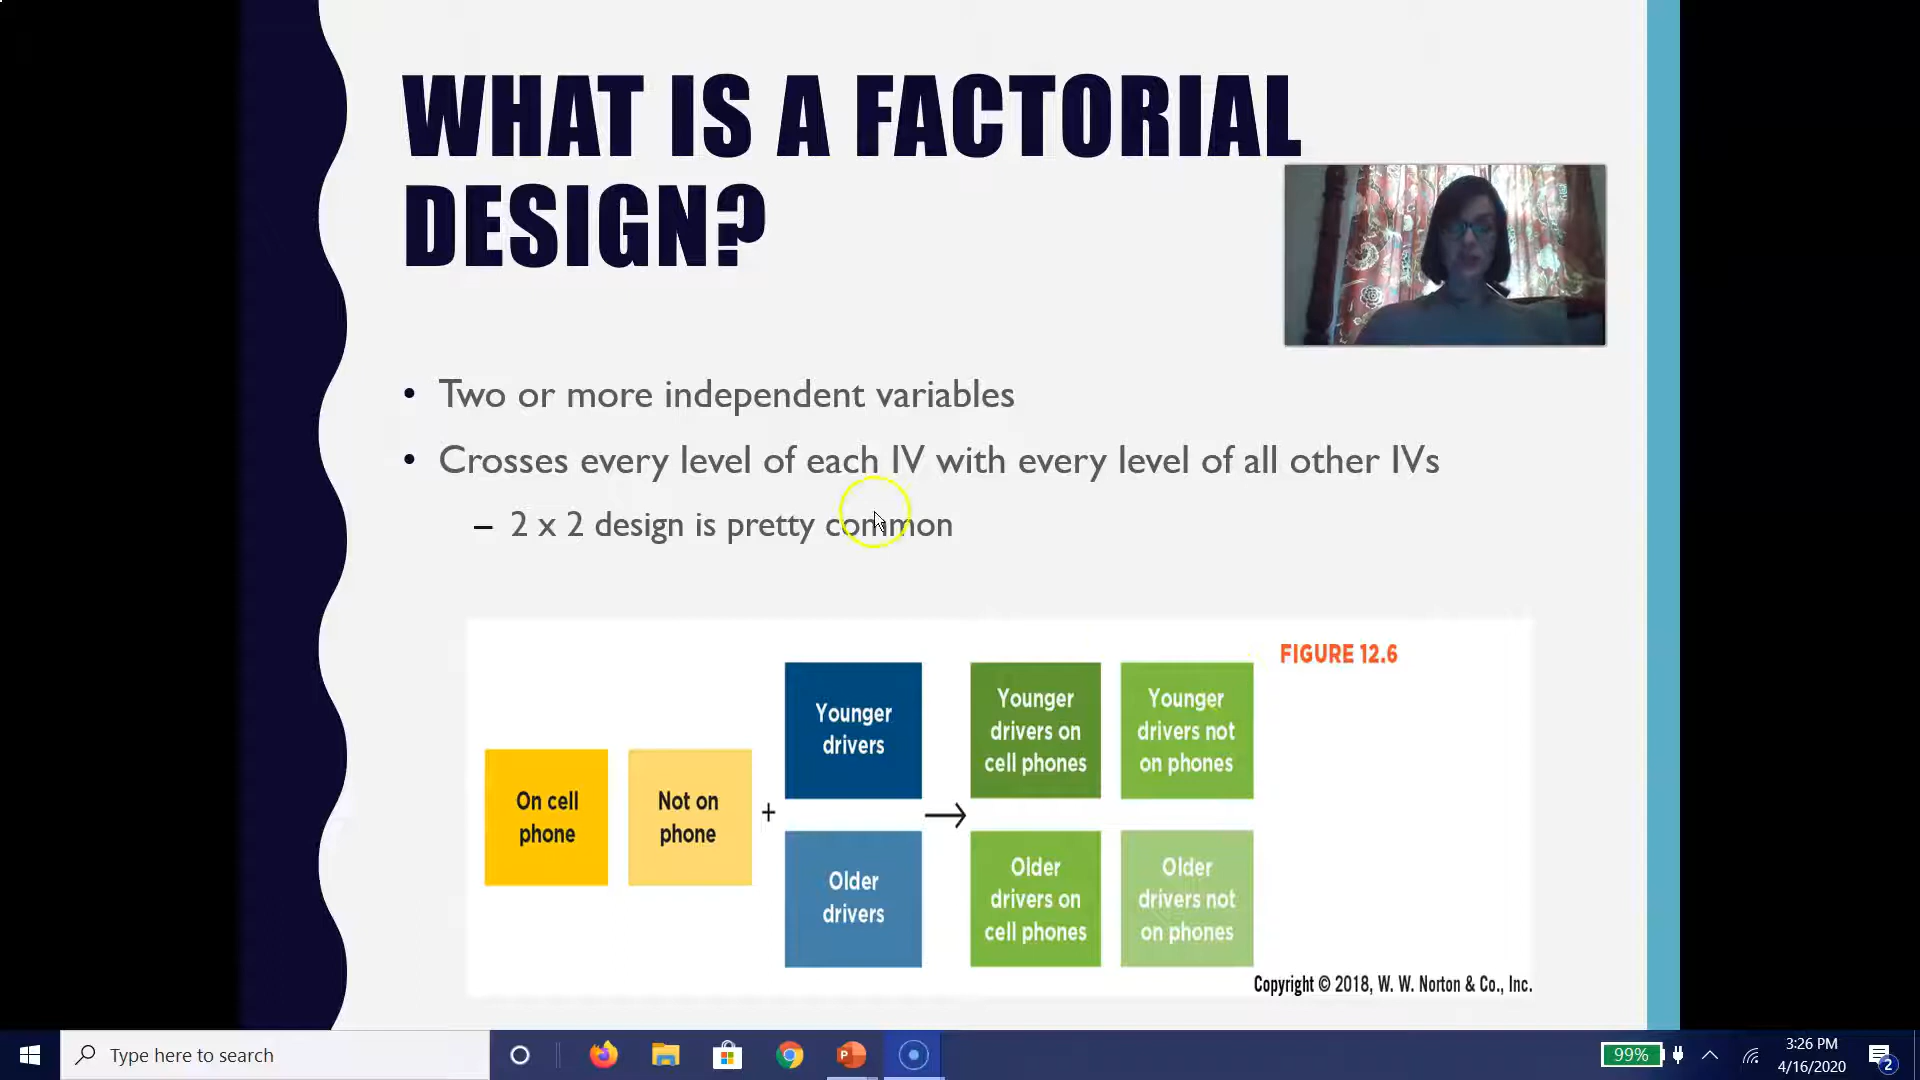 WHAT IS A FACTORIAL
DESIGN?
• Two or more independent variables
• Crosses every level of each IV with every level of all other IVs
– 2 x 2 design is pretty common
FIGURE 12.6
On cell
phone
Not on
phone
+
Younger
drivers
Older
drivers
Younger
drivers on
cell phones
Younger
drivers not
on phones
Older
drivers on
cell phones
Older
drivers not
on phones
Copyright © 2018, W. W. Norton & Co., Inc.
Type here to search
99%
3:26 PM
4/16/2020
2